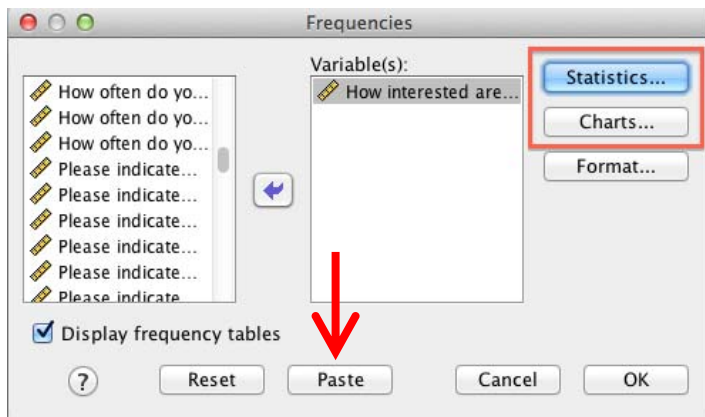 Frequencies
Variable(s):
How often do yo...
How often do yo...
How often do yo...
Please indicate...
Please indicate...
Please indicate...
Please indicate...
Please indicate...
Please indicate
How interested are...
Statistics...
Charts...
Format...
Display frequency tables
?
Reset
Paste
Cancel
OK